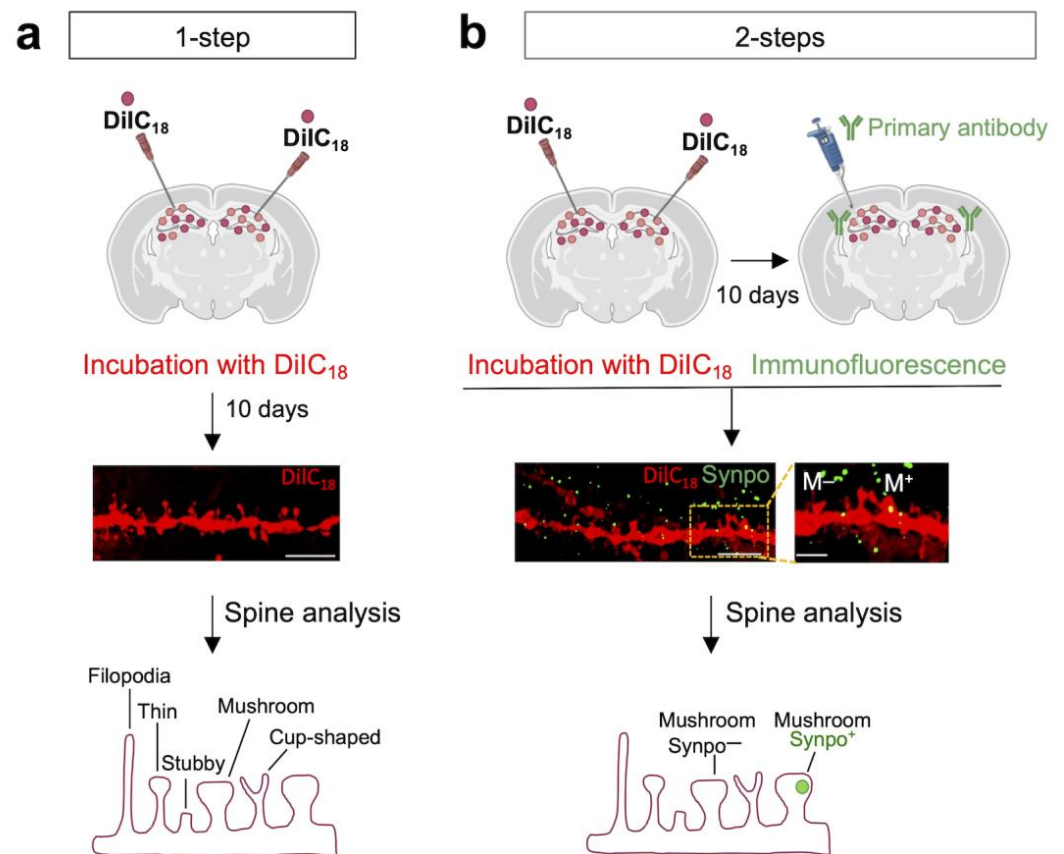 a
1-step
DiIC18
DiIC18
Incubation with DiIC18
10 days
DiIC18
Spine analysis
Filopodia
Thin
Stubby
Mushroom
Cup-shaped
b
2-steps
DiIC18
DiIC18
Primary antibody
10 days
Incubation with DiIC18 Immunofluorescence
DiIC18 Synpo
M– M+
Spine analysis
Mushroom
Synpo—
Mushroom
Synpo+